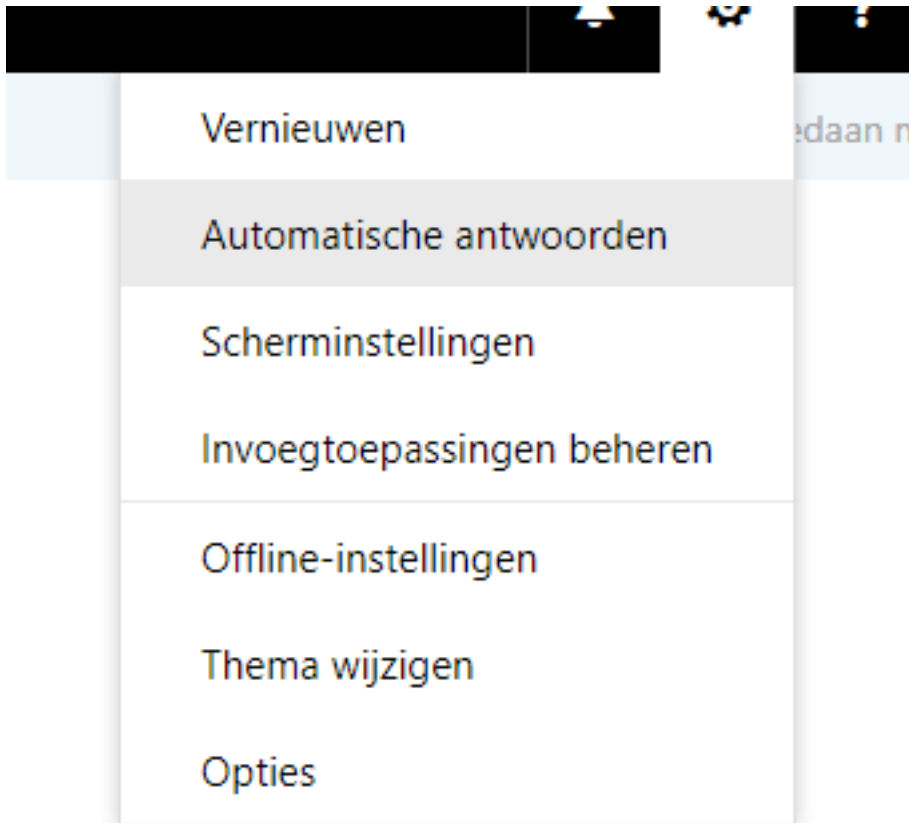 Vernieuwen
Automatische antwoorden
Scherminstellingen
Invoegtoepassingen beheren
Offline-instellingen
Thema wijzigen
Opties